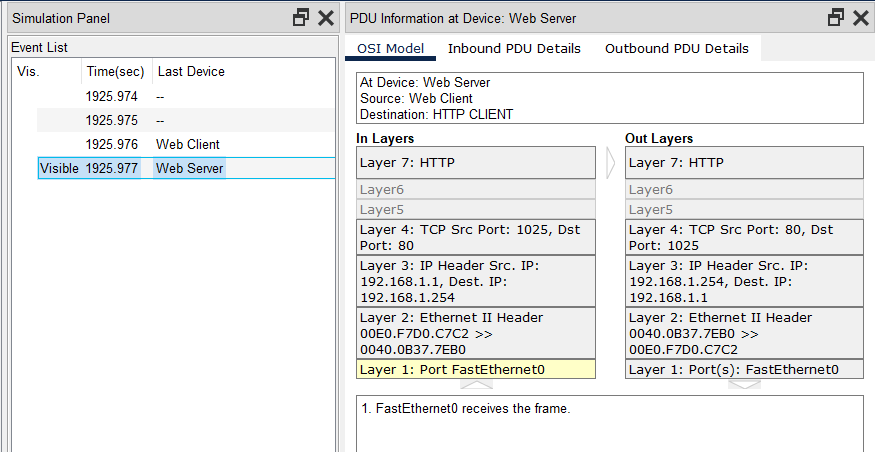 Simulation Panel
Event List
Vis. Time(sec) Last Device
1925.974 --
1925.975 --
1925.976 Web Client
Visible 1925.977 Web Server
PDU Information at Device: Web Server
OSI Model Inbound PDU Details Outbound PDU Details
At Device: Web Server
Source: Web Client
Destination: HTTP CLIENT
In Layers
Layer 7: HTTP
Layer6
Layer5
Layer 4: TCP Src Port: 1025, Dst
Port: 80
Layer 3: IP Header Src. IP:
192.168.1.1, Dest. IP:
192.168.1.254
Layer 2: Ethernet II Header
00E0.F7D0.C7C2 >>
0040.0B37.7EB0
Layer 1: Port FastEthernet0
Out Layers
Layer 7: HTTP
Layer6
Layer5
Layer 4: TCP Src Port: 80, Dst
Port: 1025
Layer 3: IP Header Src. IP:
192.168.1.254, Dest. IP:
192.168.1.1
Layer 2: Ethernet II Header
0040.0B37.7EB0 >>
00E0.F7D0.C7C2
Layer 1: Port(s): FastEthernet0
1. FastEthernet0 receives the frame.